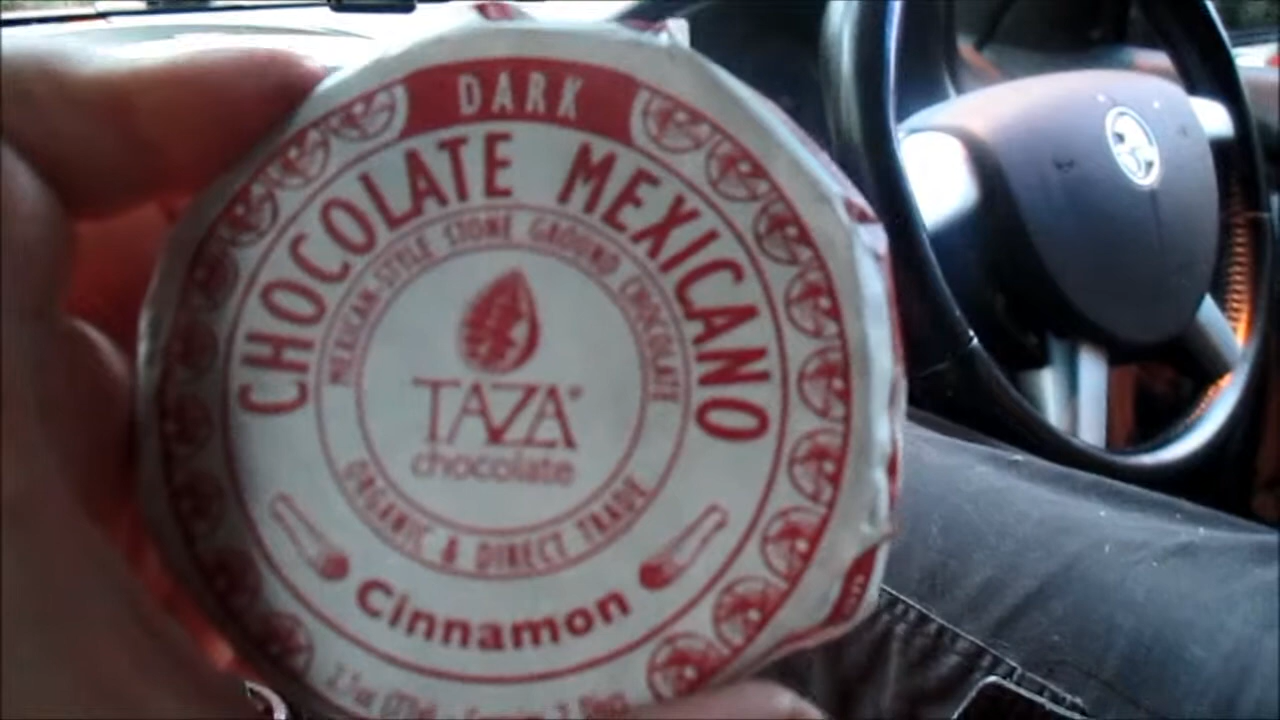 DARK
CHOCOLATE MEXICANO
MEXICAN-STYLE STONE GROUND CHOCOLATE
TAZA®
chocolate
ORGANIC & DIRECT TRADE
Cinnamon